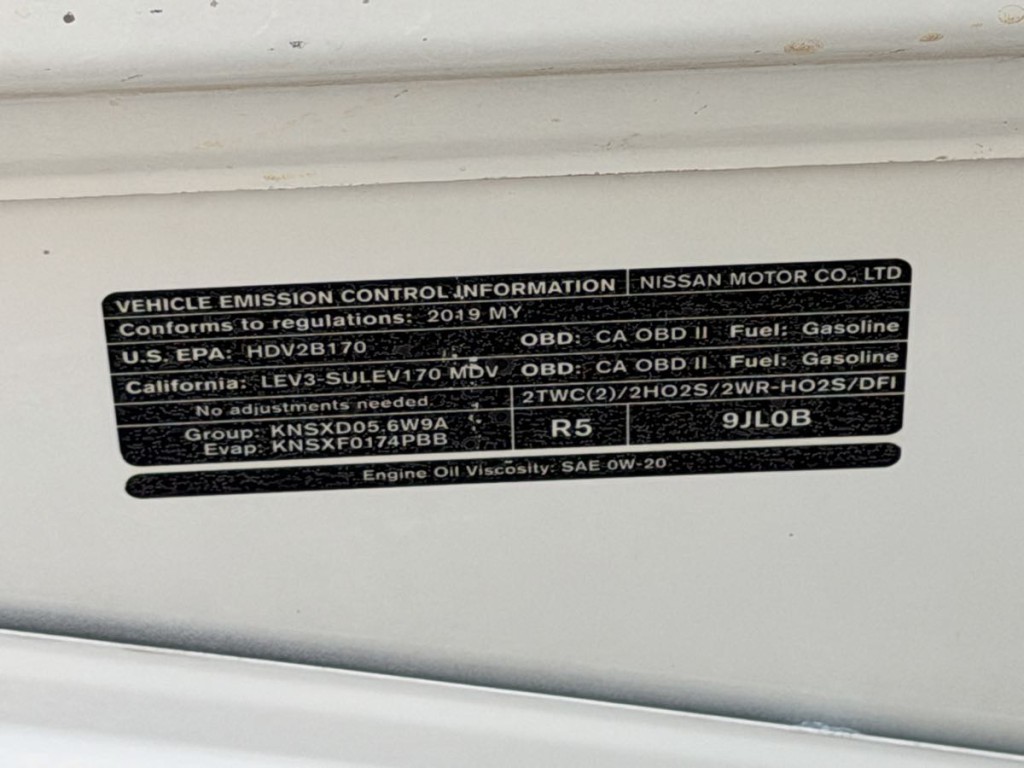 VEHICLE EMISSION CONTROL INFORMATION NISSAN MOTOR CO., LTD
Conforms to regulations: 2019 MY
U.S. EPA: HDV2B170 OBD: CA OBD II Fuel: Gasoline
California: LEV3-SULEV170 MDV OBD: CA OBD II Fuel: Gasoline
No adjustments needed. 2TWC(2)/2HO2S/2WR-HO2S/DFI
Group: KNSXD05.6W9A R5 9JL0B
Evap: KNSXF0174PBB
Engine Oil Viscosity: SAE 0W-20